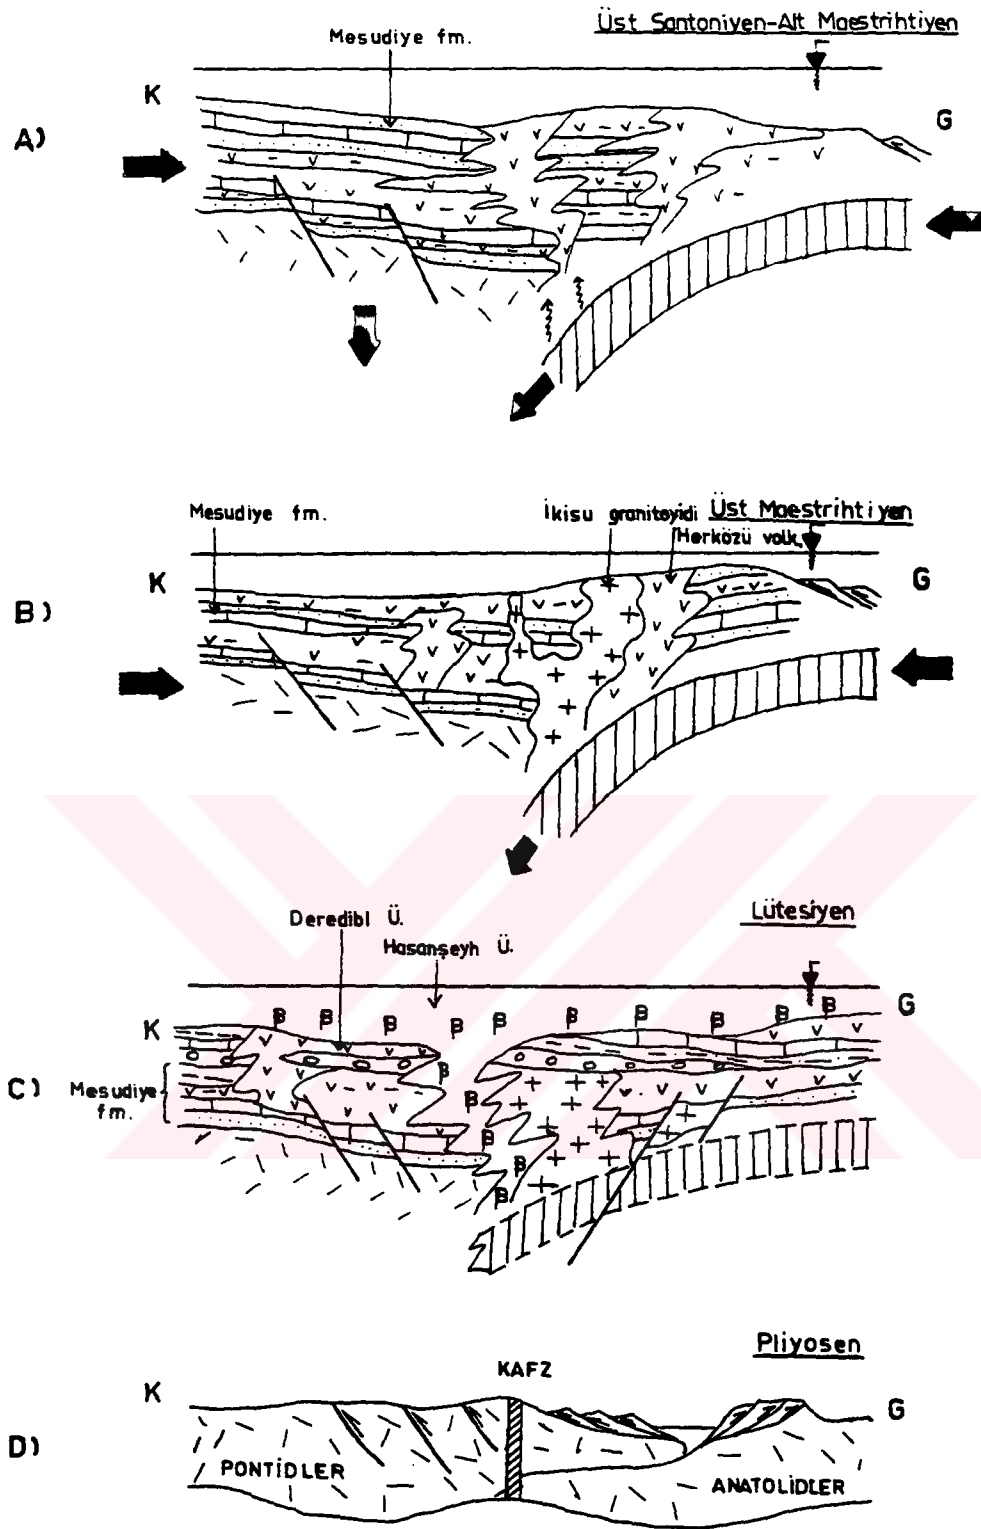 Üst Santoniyen-Alt Maestrihtiyen
Mesudiye fm.
K
G
A)
Üst Maestrihtiyen
Mesudiye fm.
İkisu granitoyidi
Herközü volk.
K
G
B)
Lütesiyen
Deredibi Ü.
Hasanşeyh Ü.
K
G
C)
Mesudiye
fm.
Pliyosen
KAFZ
K
G
D)
PONTİDLER
ANATOLİDLER